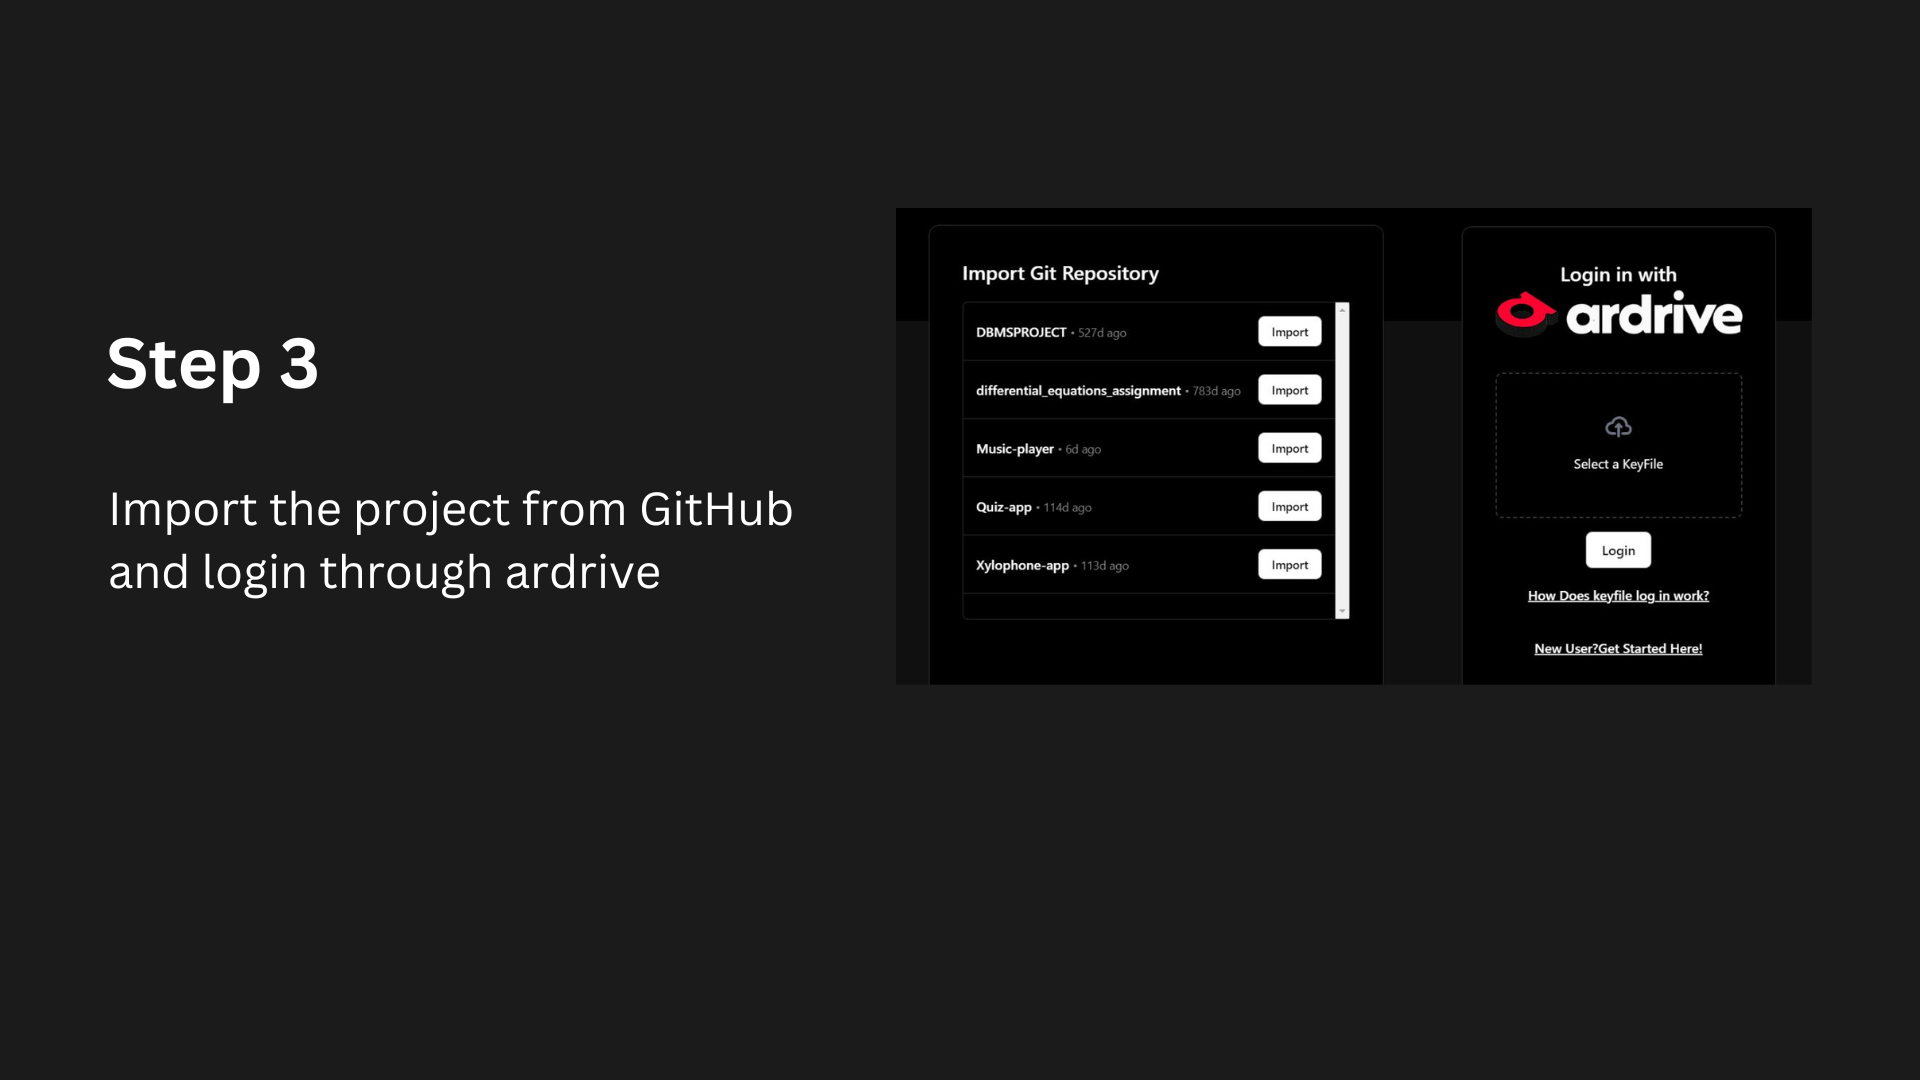 Step 3
Import the project from GitHub
and login through ardrive
Import Git Repository
DBMSPROJECT • 527d ago
Import
differential_equations_assignment • 783d ago
Import
Music-player • 6d ago
Import
Quiz-app • 114d ago
Import
Xylophone-app • 113d ago
Import
Login in with
ardrive
Select a KeyFile
Login
How Does keyfile log in work?
New User?Get Started Here!